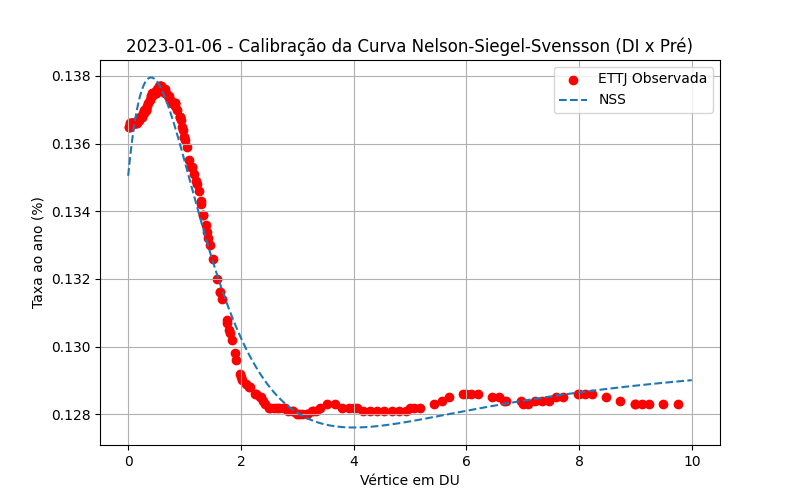 2023-01-06 - Calibração da Curva Nelson-Siegel-Svensson (DI x Pré)
ETTJ Observada
NSS
Taxa ao ano (%)
0.138
0.136
0.134
0.132
0.130
0.128
0
2
4
6
8
10
Vértice em DU